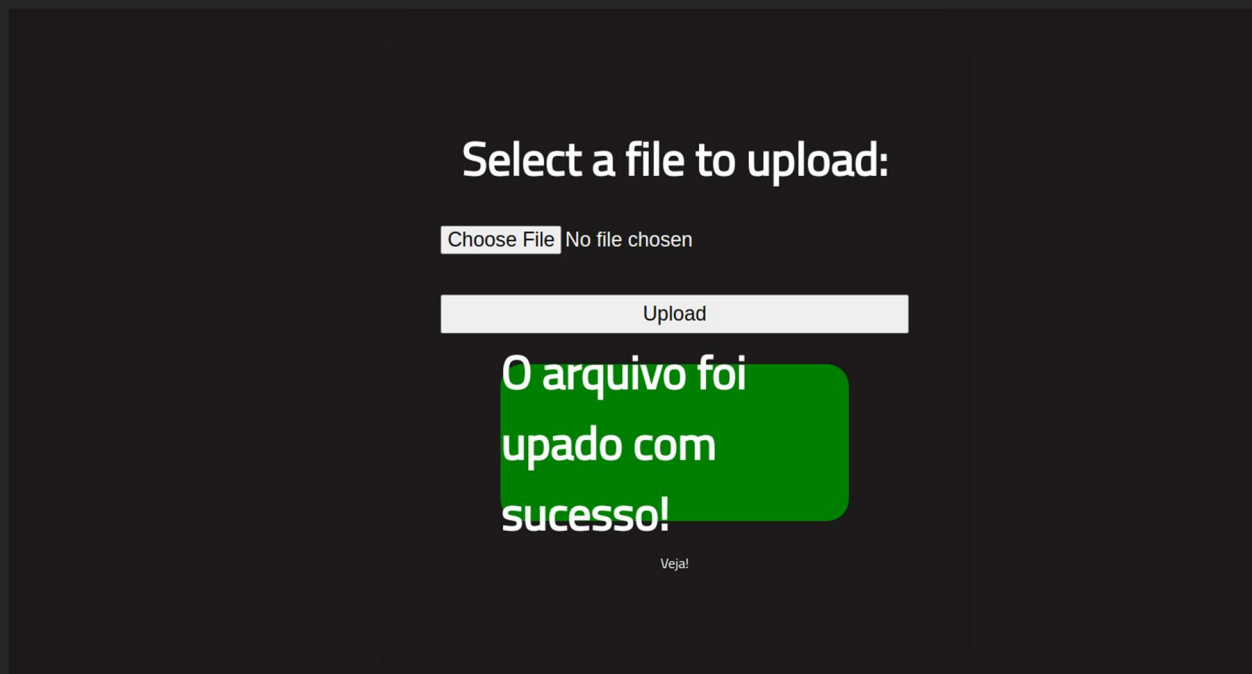 Select a file to upload:
Choose File No file chosen
Upload
O arquivo foi
upado com
sucesso!
Veja!